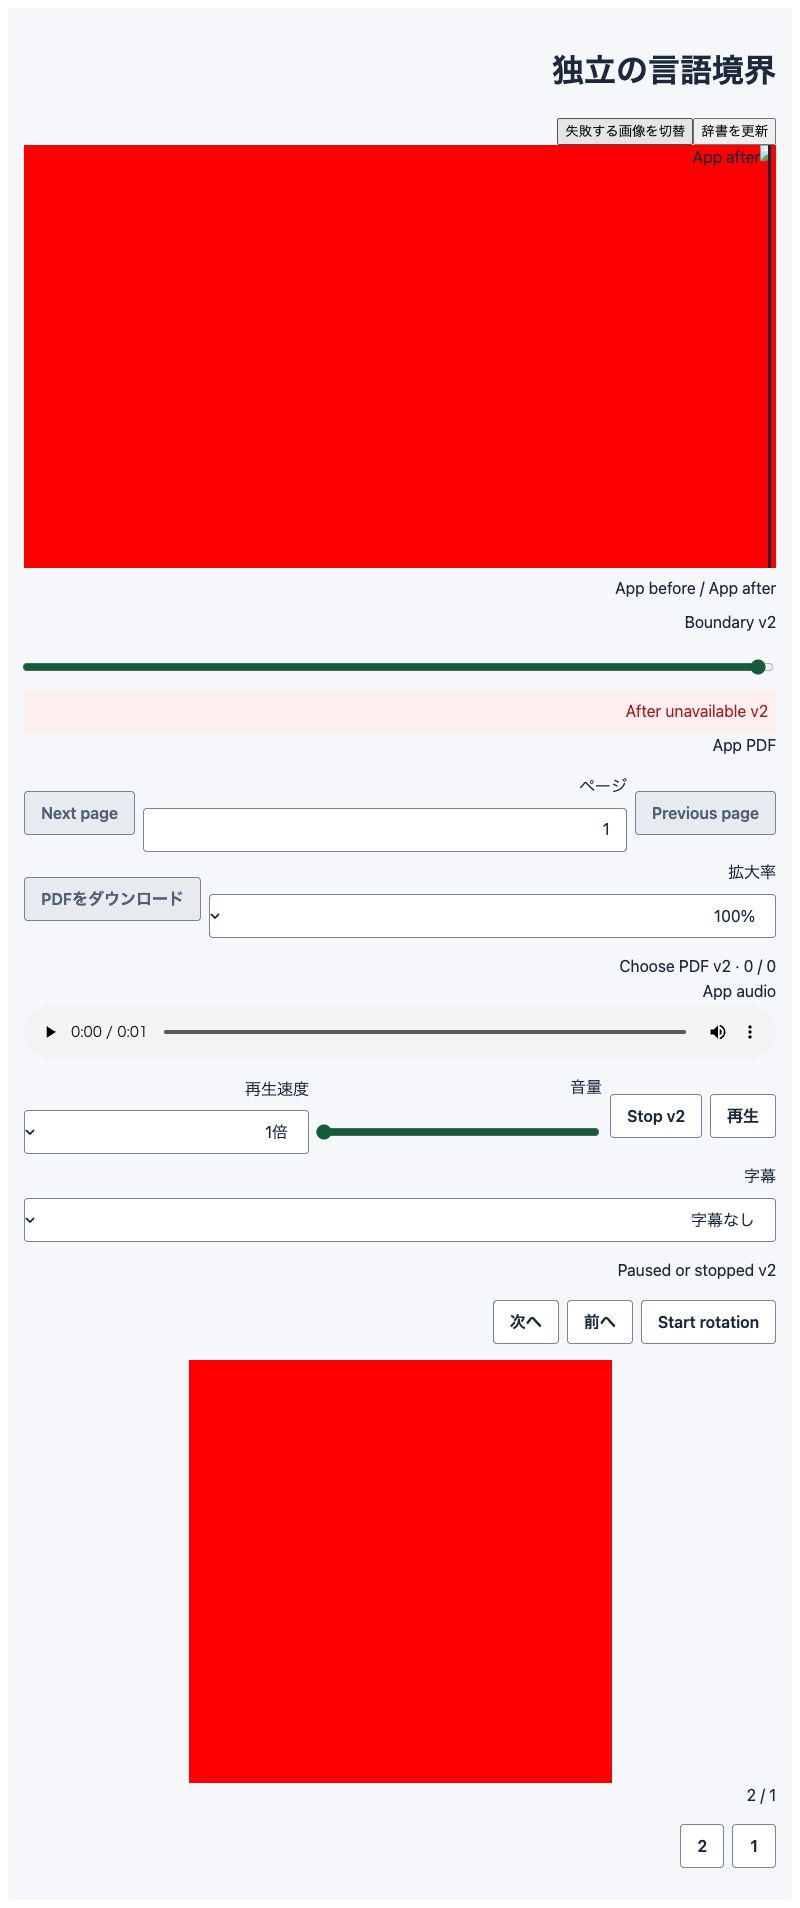 独立の言語境界
辞書を更新
失敗する画像を切替
App after
App before / App after
Boundary v2
After unavailable v2
App PDF
Previous page
ページ
1
Next page
拡大率
100%
PDFをダウンロード
Choose PDF v2 · 0 / 0
App audio
0:00 / 0:01
再生
Stop v2
音量
再生速度
1倍
字幕
字幕なし
Paused or stopped v2
Start rotation
前へ
次へ
2 / 1
1
2